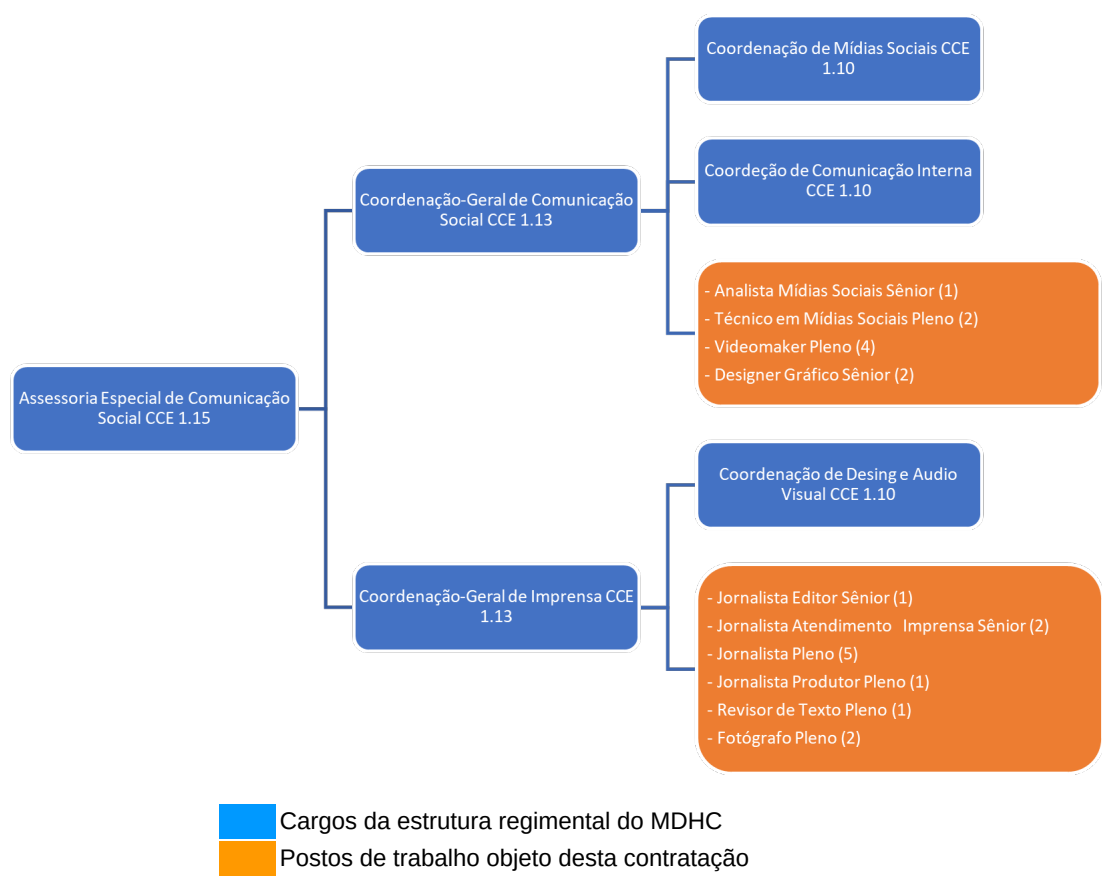 Coordenação de Mídias Sociais CCE
1.10
Coordeção de Comunicação Interna
CCE 1.10
Coordenação-Geral de Comunicação
Social CCE 1.13
- Analista Mídias Sociais Sênior (1)
- Técnico em Mídias Sociais Pleno (2)
- Videomaker Pleno (4)
- Designer Gráfico Sênior (2)
Assessoria Especial de Comunicação
Social CCE 1.15
Coordenação de Desing e Audio
Visual CCE 1.10
Coordenação-Geral de Imprensa CCE
1.13
- Jornalista Editor Sênior (1)
- Jornalista Atendimento Imprensa Sênior (2)
- Jornalista Pleno (5)
- Jornalista Produtor Pleno (1)
- Revisor de Texto Pleno (1)
- Fotógrafo Pleno (2)
Cargos da estrutura regimental do MDHC
Postos de trabalho objeto desta contratação